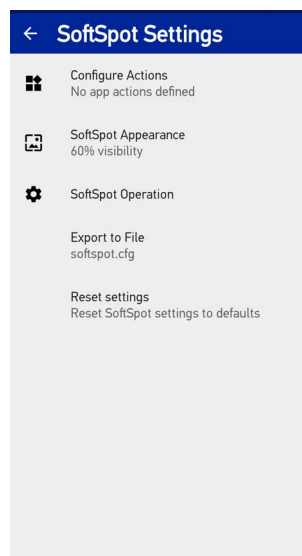 SoftSpot Settings
Configure Actions
No app actions defined
SoftSpot Appearance
60% visibility
SoftSpot Operation
Export to File
softspot.cfg
Reset settings
Reset SoftSpot settings to defaults